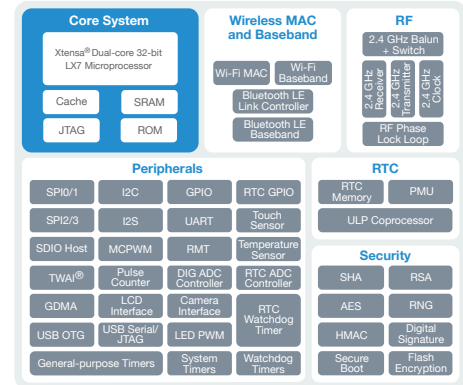 Core System
Xtensa® Dual-core 32-bit
LX7 Microprocessor
Cache
SRAM
JTAG
ROM
Wireless MAC
and Baseband
Wi-Fi MAC
Wi-Fi
Baseband
Bluetooth LE
Link Controller
Bluetooth LE
Baseband
RF
2.4 GHz Balun
+ Switch
2.4 GHz
Receiver
2.4 GHz
Transmitter
2.4 GHz
Clock
RF Phase
Lock Loop
Peripherals
SPI0/1
I2C
GPIO
RTC GPIO
SPI2/3
I2S
UART
Touch
Sensor
SDIO Host
MCPWM
RMT
Temperature
Sensor
TWAI®
Pulse
Counter
DIG ADC
Controller
RTC ADC
Controller
GDMA
LCD
Interface
Camera
Interface
RTC
Watchdog
Timer
USB OTG
USB Serial/
JTAG
LED PWM
General-purpose Timers
System
Timers
Watchdog
Timers
RTC
RTC
Memory
PMU
ULP Coprocessor
Security
SHA
RSA
AES
RNG
HMAC
Digital
Signature
Secure
Boot
Flash
Encryption